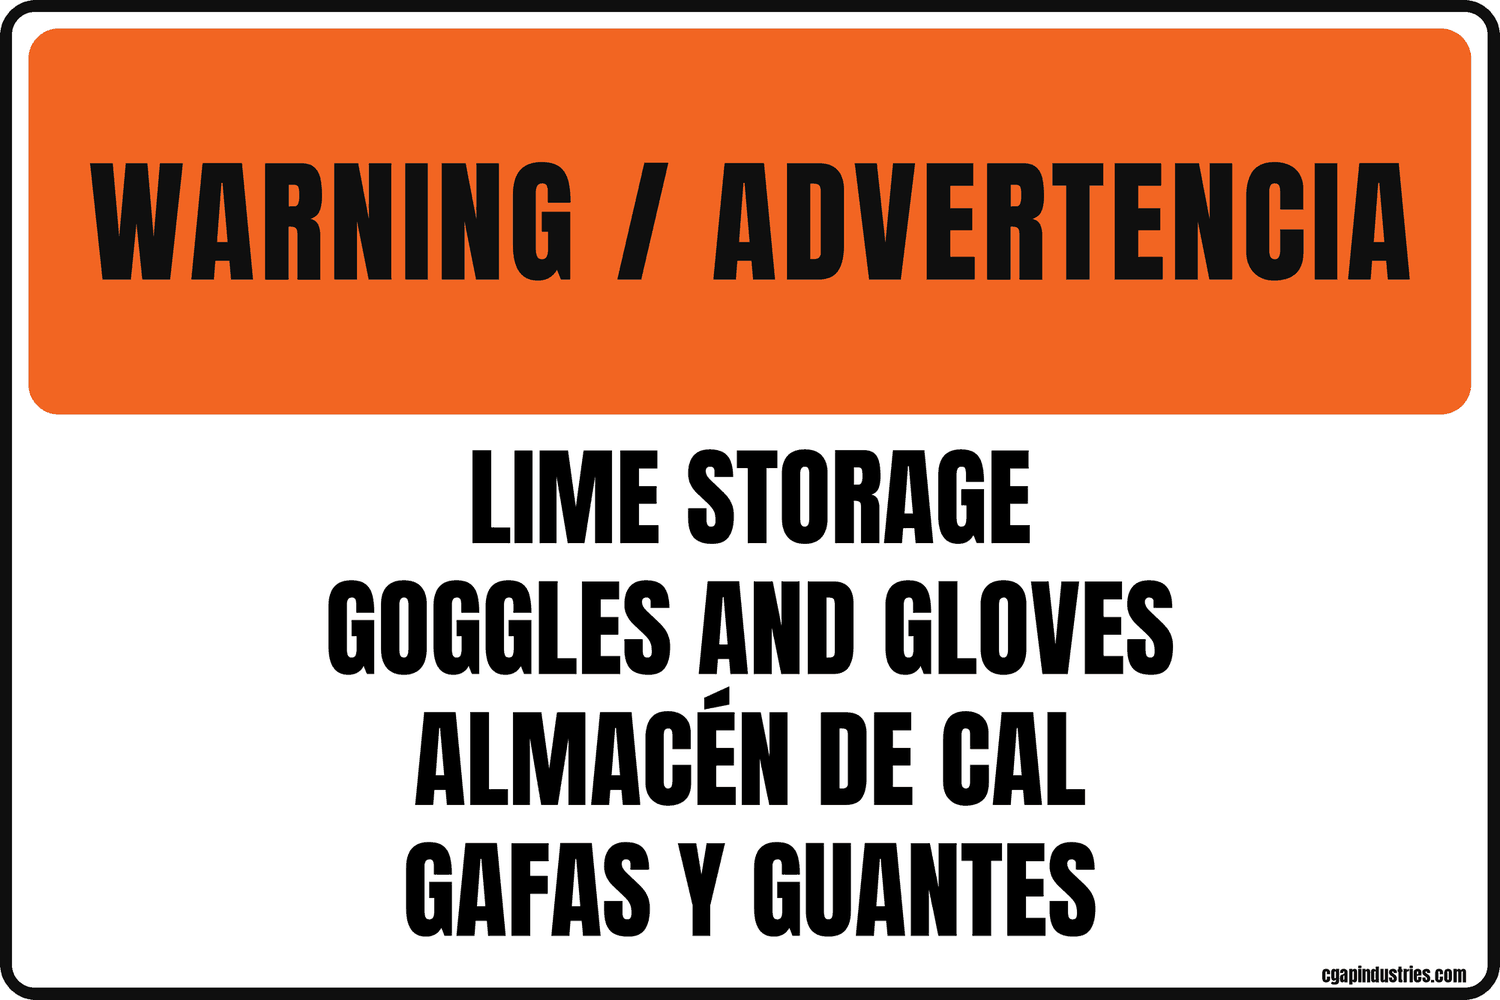 WARNING / ADVERTENCIA
LIME STORAGE
GOGGLES AND GLOVES
ALMACÉN DE CAL
GAFAS Y GUANTES
cgapindustries.com